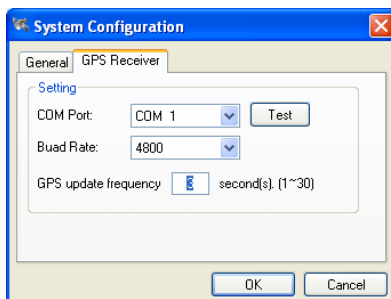 System Configuration
General GPS Receiver
Setting
COM Port: COM 1 Test
Buad Rate: 4800
GPS update frequency 3 second(s). (1~30)
OK Cancel